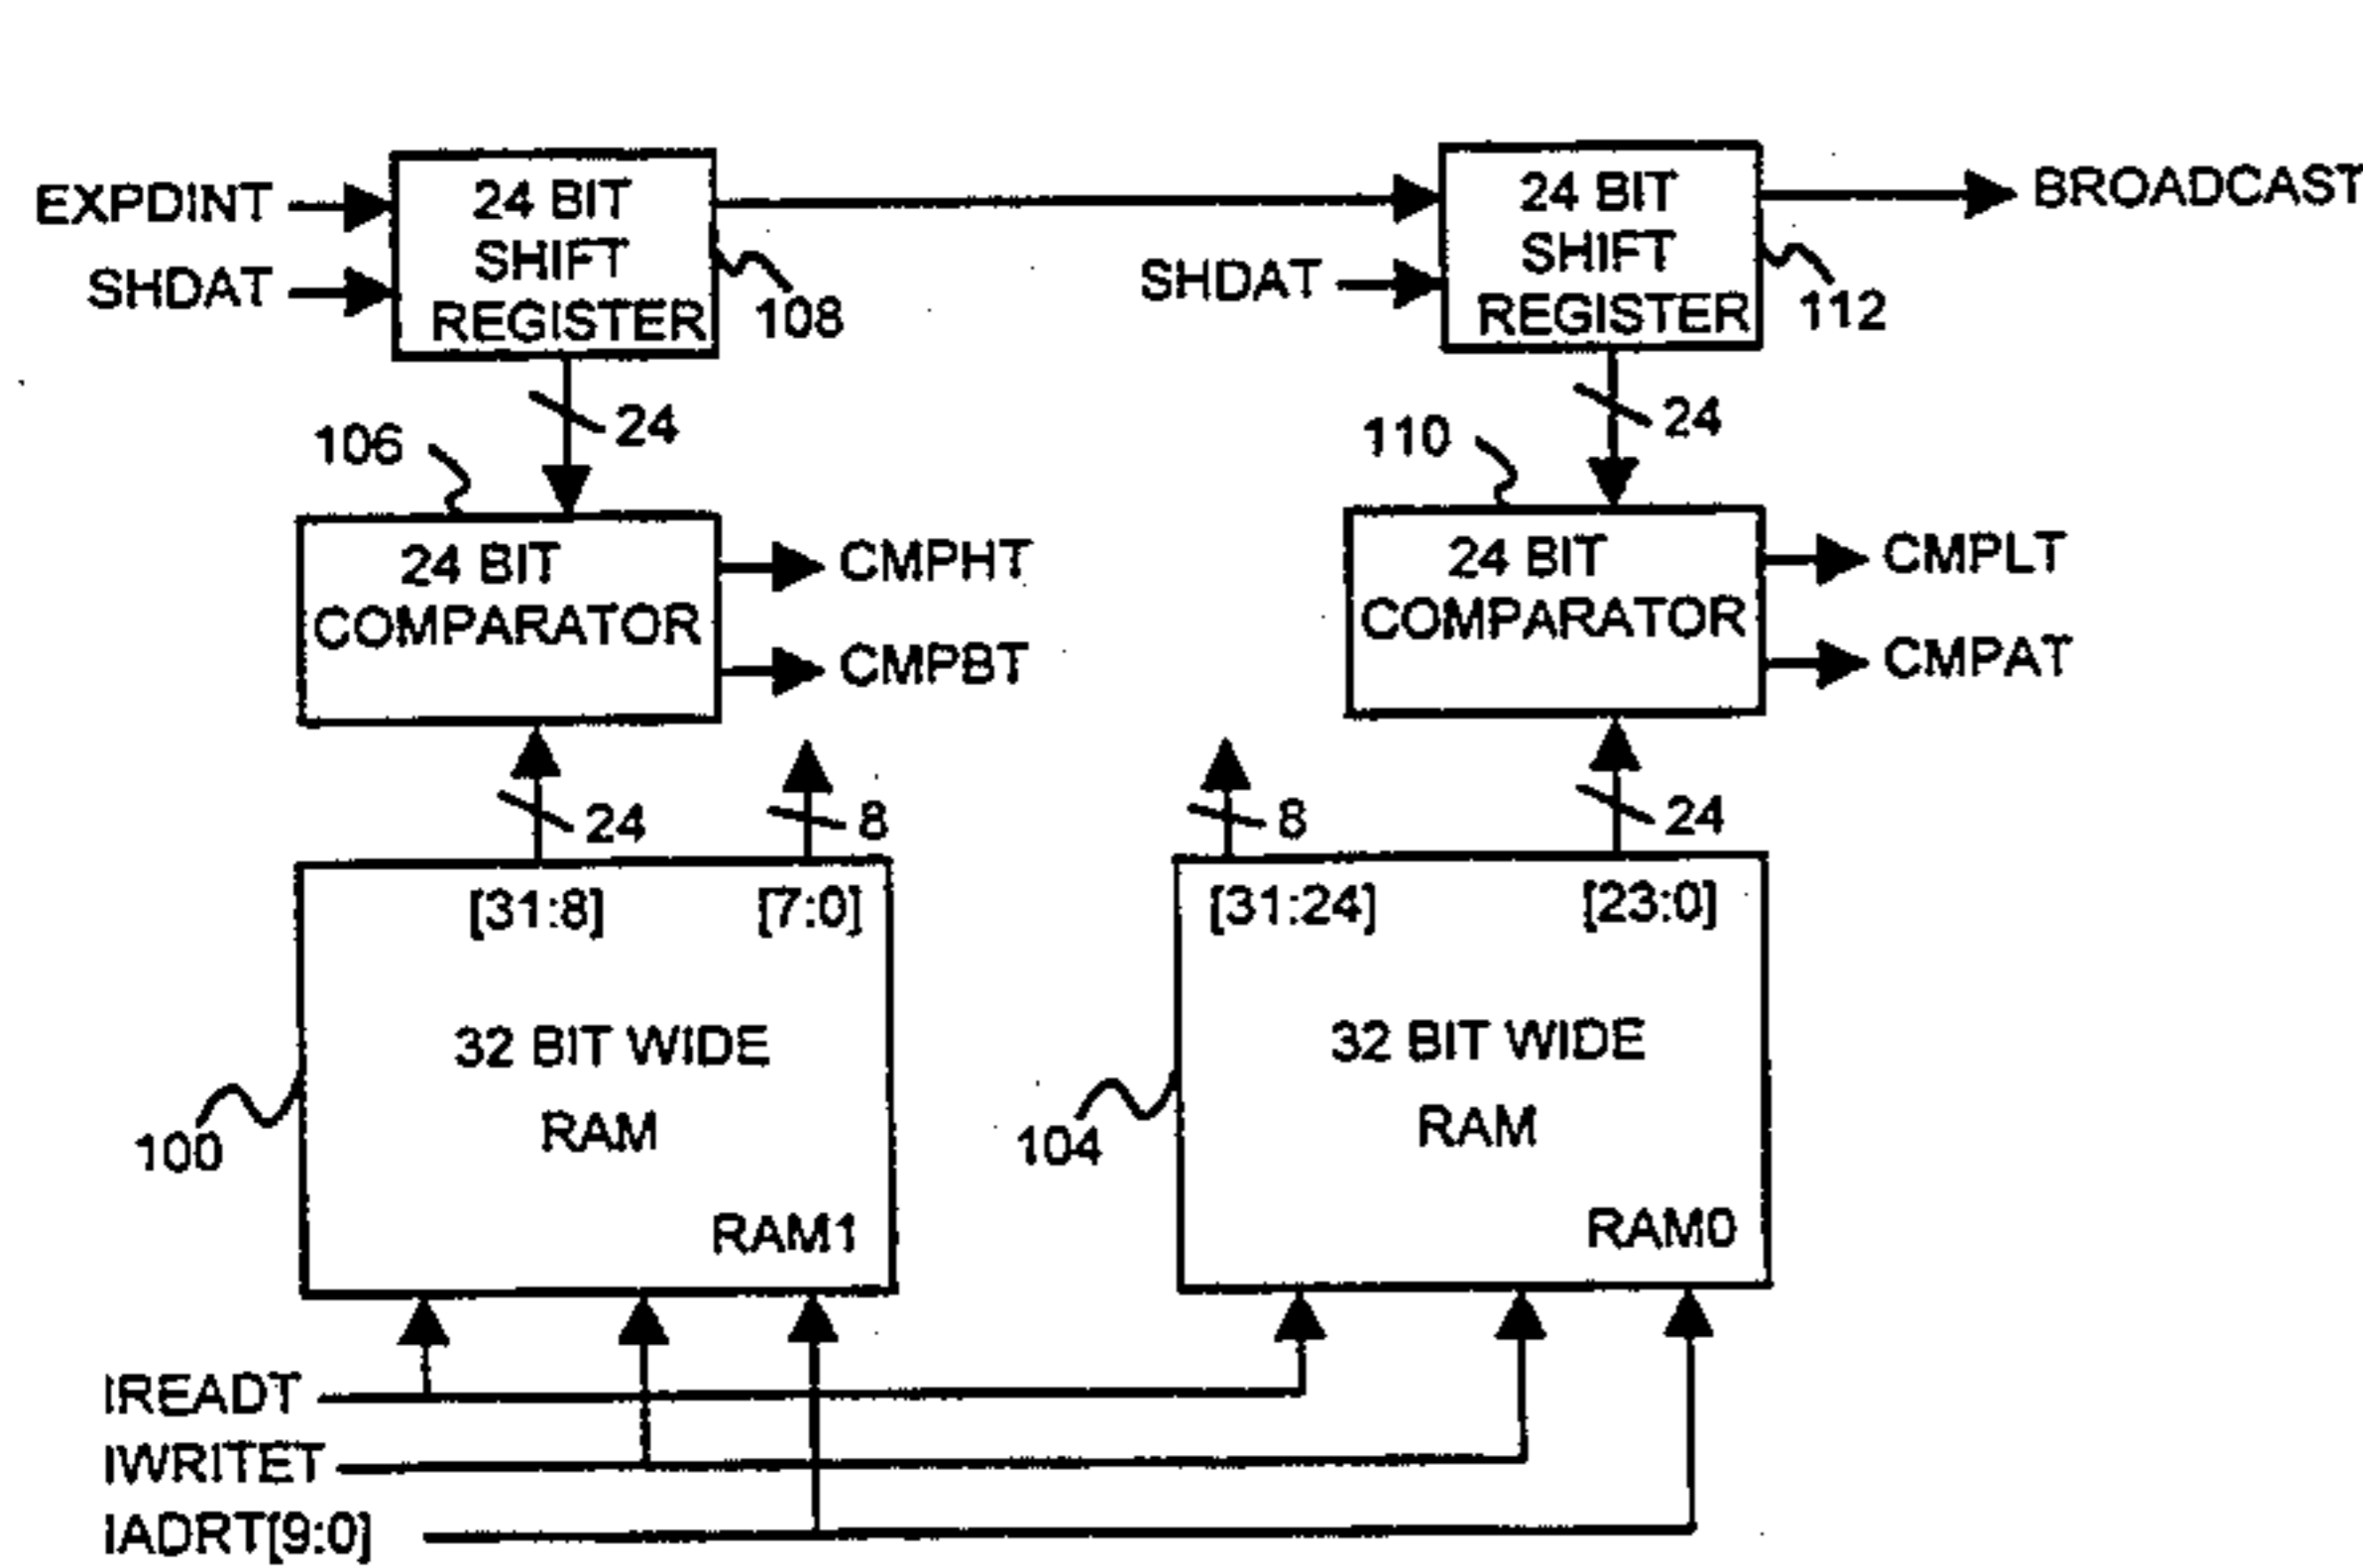 EXPDINT
SHDAT
24 BIT
SHIFT
REGISTER
108
SHDAT
24 BIT
SHIFT
REGISTER
112
BROADCAST
24
24
106
24 BIT
COMPARATOR
CMPHT
CMPBT
110
24 BIT
COMPARATOR
CMPLT
CMPAT
24
8
8
24
[31:8]
[7:0]
32 BIT WIDE
RAM
RAM1
100
[31:24]
[23:0]
32 BIT WIDE
RAM
RAM0
104
IREADT
IWRITET
IADRT[9:0]